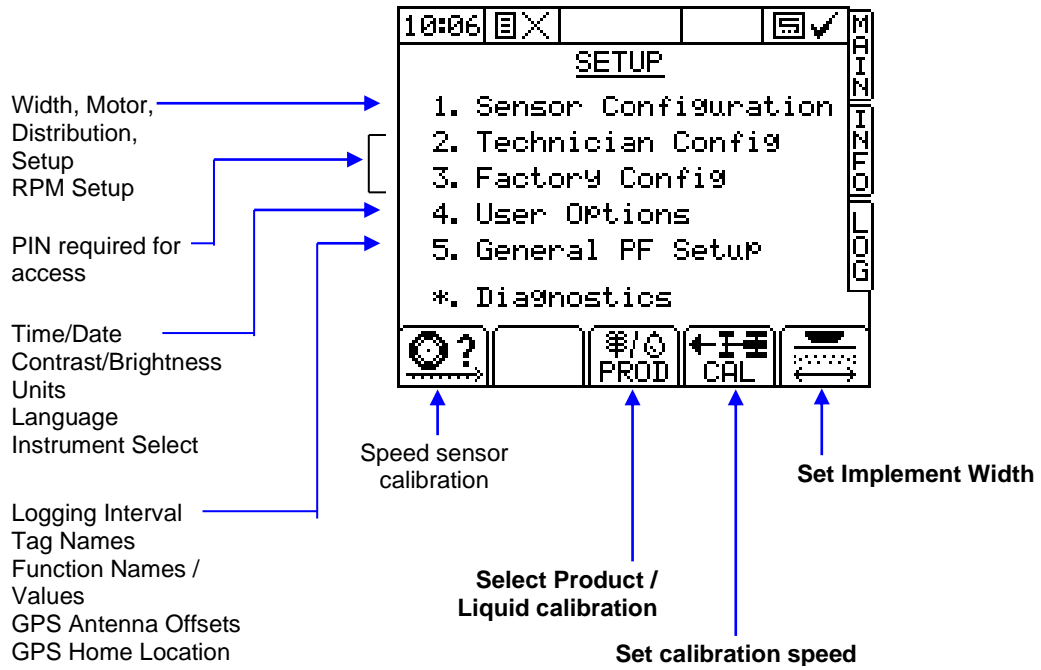 10:06
SETUP
1. Sensor Configuration
2. Technician Config
3. Factory Config
4. User Options
5. General PF Setup
*. Diagnostics
?
PROD
CAL
MAIN
INFO
LOG
Width, Motor,
Distribution,
Setup
RPM Setup
PIN required for
access
Time/Date
Contrast/Brightness
Units
Language
Instrument Select
Logging Interval
Tag Names
Function Names /
Values
GPS Antenna Offsets
GPS Home Location
Speed sensor
calibration
Select Product /
Liquid calibration
Set calibration speed
Set Implement Width